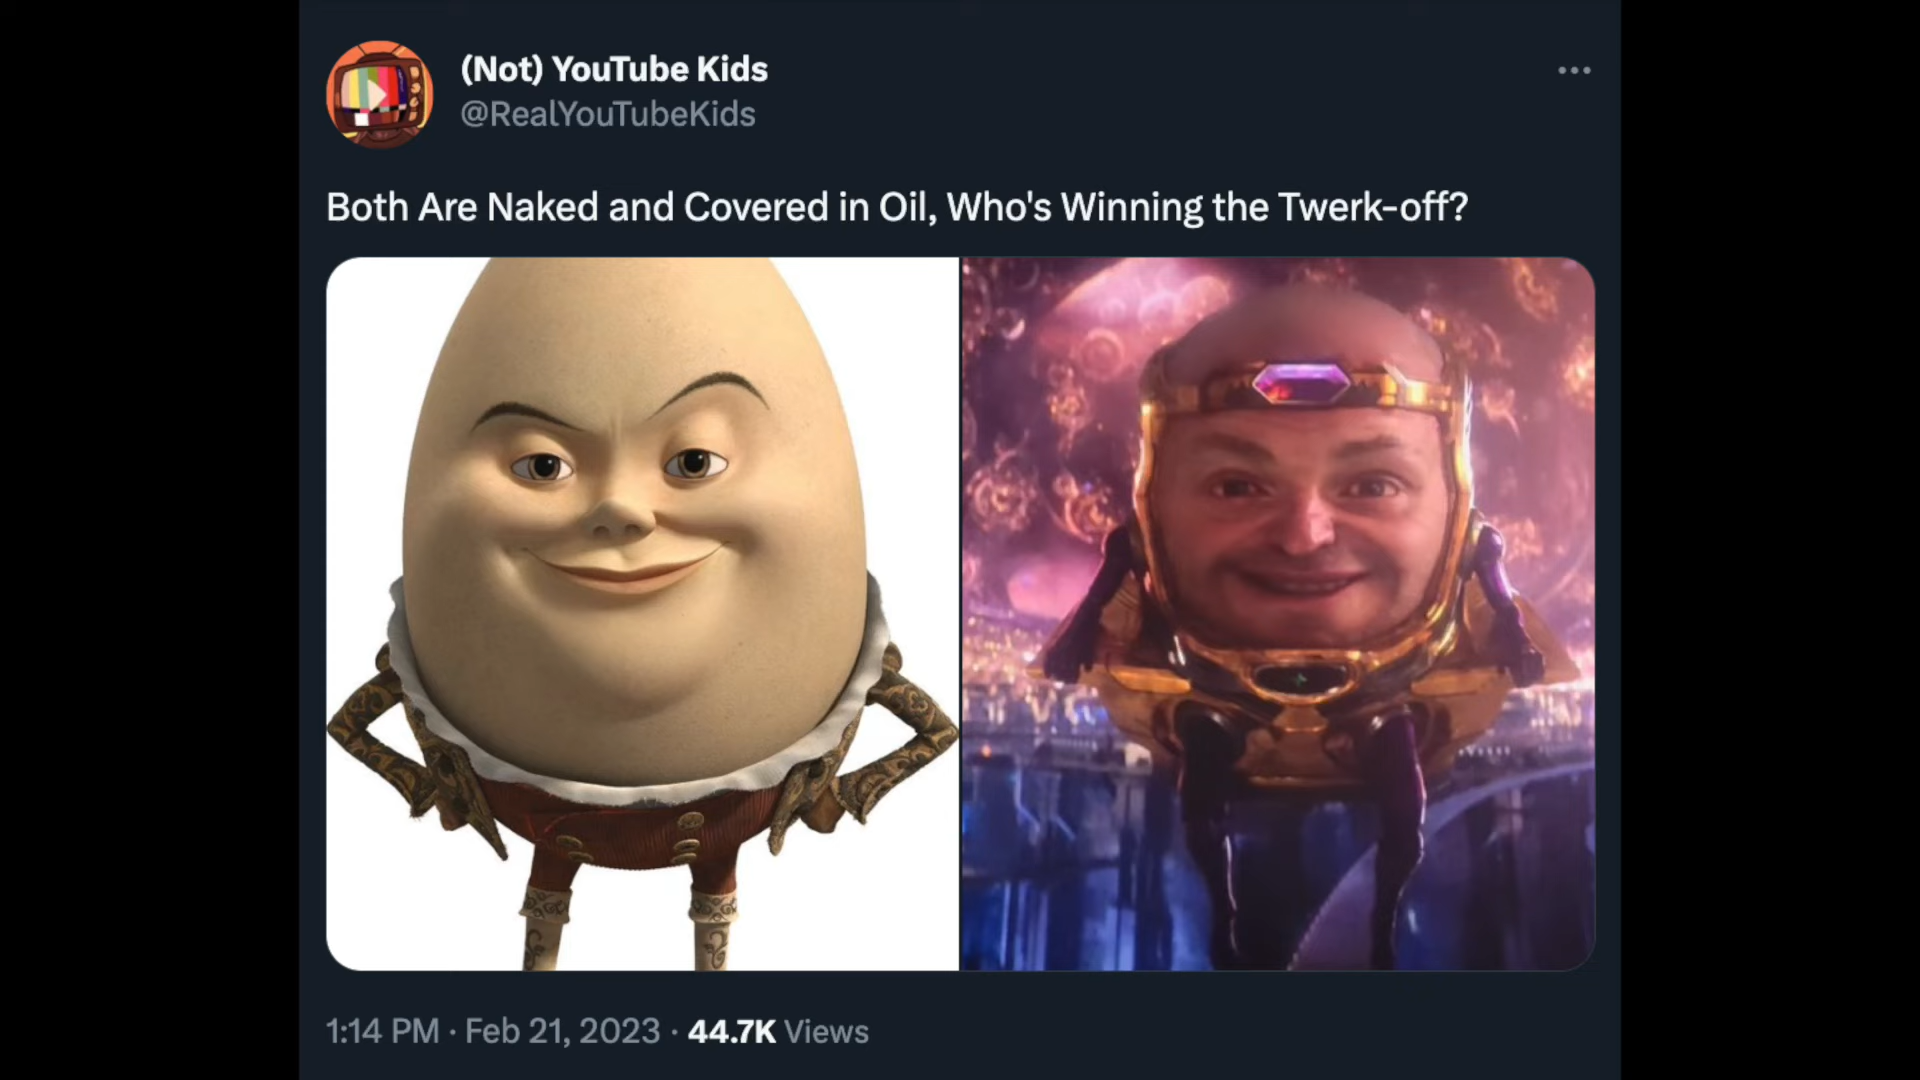 (Not) YouTube Kids
@RealYouTubeKids
Both Are Naked and Covered in Oil, Who's Winning the Twerk-off?
1:14 PM · Feb 21, 2023 · 44.7K Views